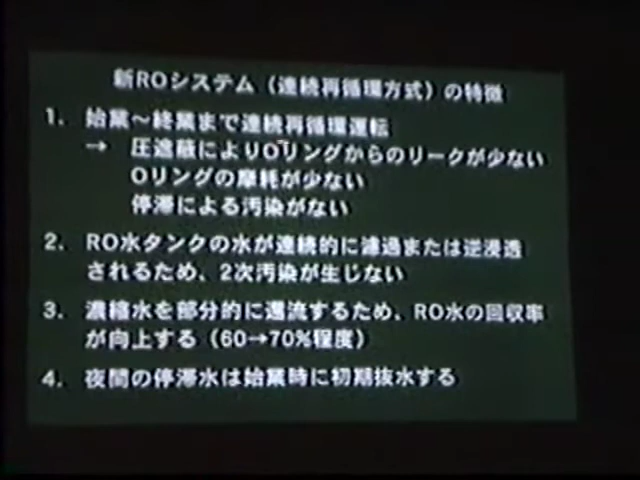 新ROシステム（連続再循環方式）の特徴
1. 始業～終業まで連続再循環運転
→ 圧遮蔽によりOリングからのリークが少ない
Oリングの摩耗が少ない
停滞による汚染がない
2. RO水タンクの水が連続的に濾過または逆浸透
されるため、2次汚染が生じない
3. 濃縮水を部分的に還流するため、RO水の回収率
が向上する（60→70%程度）
4. 夜間の停滞水は始業時に初期抜水する